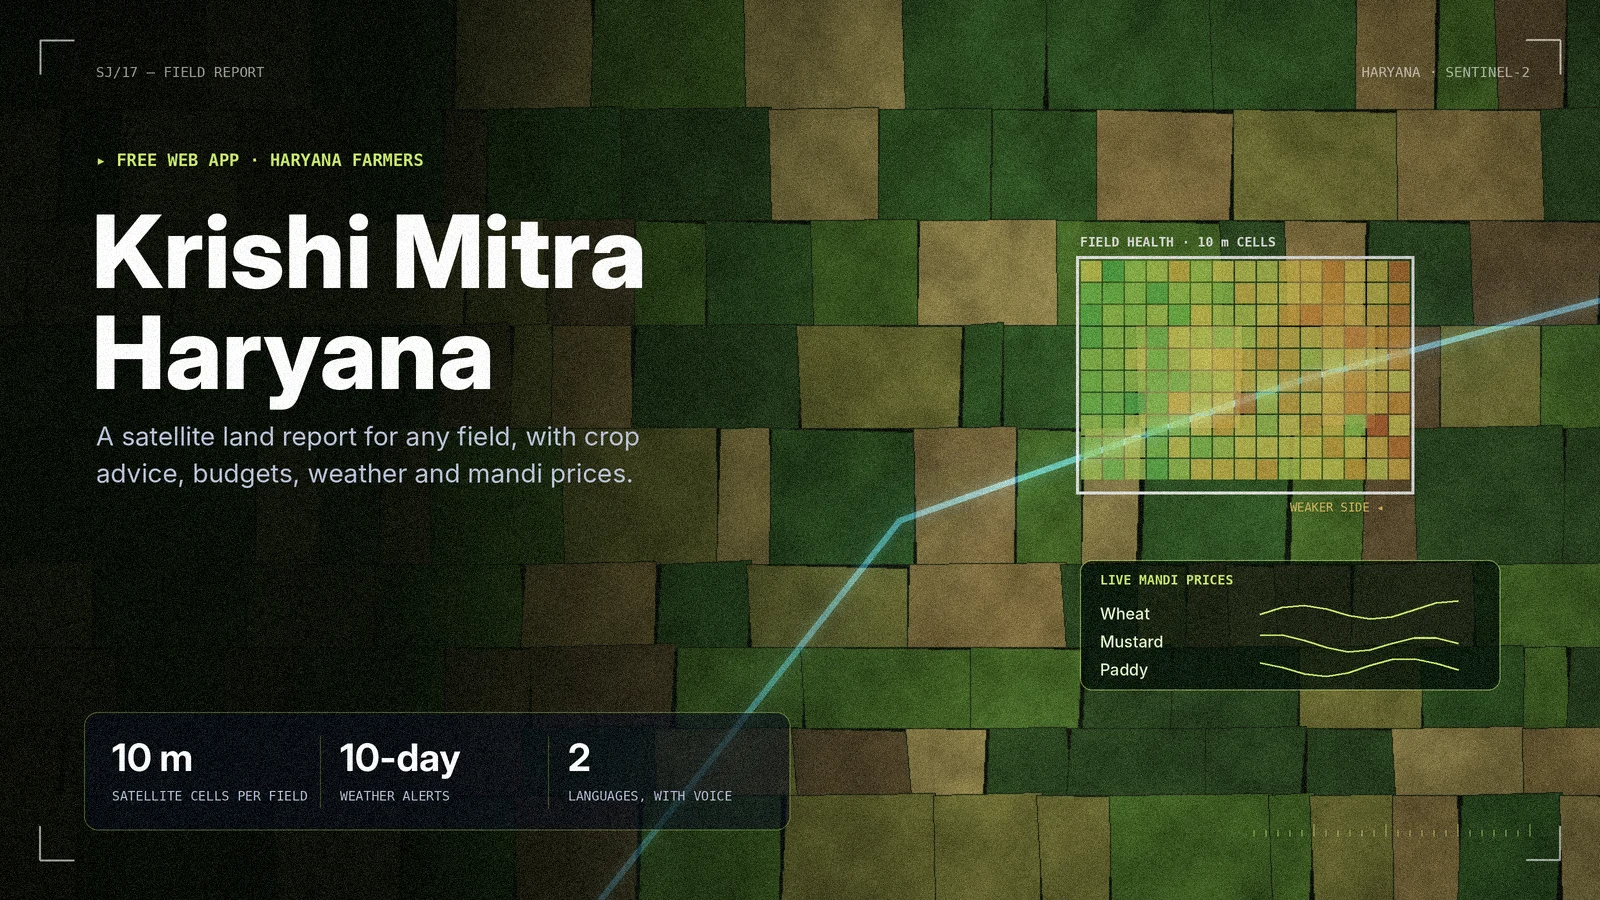 SJ/17 — FIELD REPORT
HARYANA · SENTINEL-2
▸ FREE WEB APP · HARYANA FARMERS
Krishi Mitra
Haryana
A satellite land report for any field, with crop
advice, budgets, weather and mandi prices.
FIELD HEALTH · 10 m CELLS
WEAKER SIDE ◂
LIVE MANDI PRICES
Wheat
Mustard
Paddy
10 m
SATELLITE CELLS PER FIELD
10-day
WEATHER ALERTS
2
LANGUAGES, WITH VOICE